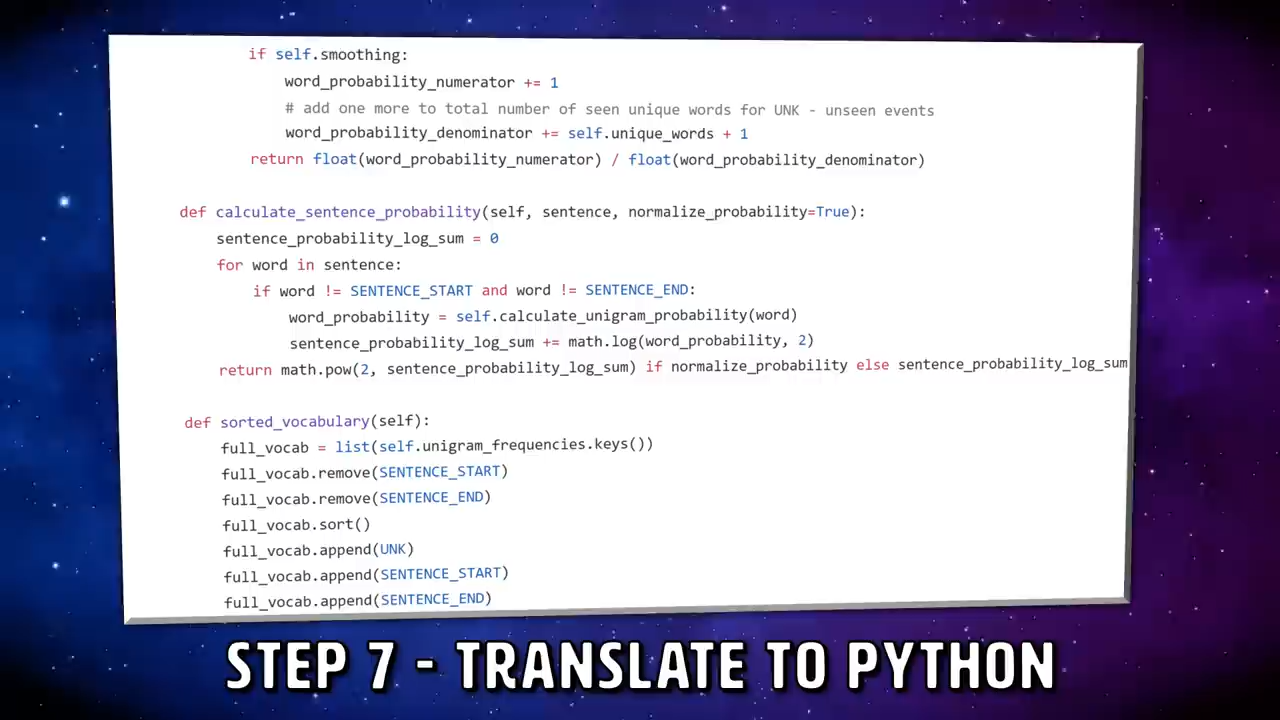 if self.smoothing:
word_probability_numerator += 1
# add one more to total number of seen unique words for UNK - unseen events
word_probability_denominator += self.unique_words + 1
return float(word_probability_numerator) / float(word_probability_denominator)
def calculate_sentence_probability(self, sentence, normalize_probability=True):
sentence_probability_log_sum = 0
for word in sentence:
if word != SENTENCE_START and word != SENTENCE_END:
word_probability = self.calculate_unigram_probability(word)
sentence_probability_log_sum += math.log(word_probability, 2)
return math.pow(2, sentence_probability_log_sum) if normalize_probability else sentence_probability_log_sum
def sorted_vocabulary(self):
full_vocab = list(self.unigram_frequencies.keys())
full_vocab.remove(SENTENCE_START)
full_vocab.remove(SENTENCE_END)
full_vocab.sort()
full_vocab.append(UNK)
full_vocab.append(SENTENCE_START)
full_vocab.append(SENTENCE_END)
STEP 7 - TRANSLATE TO PYTHON